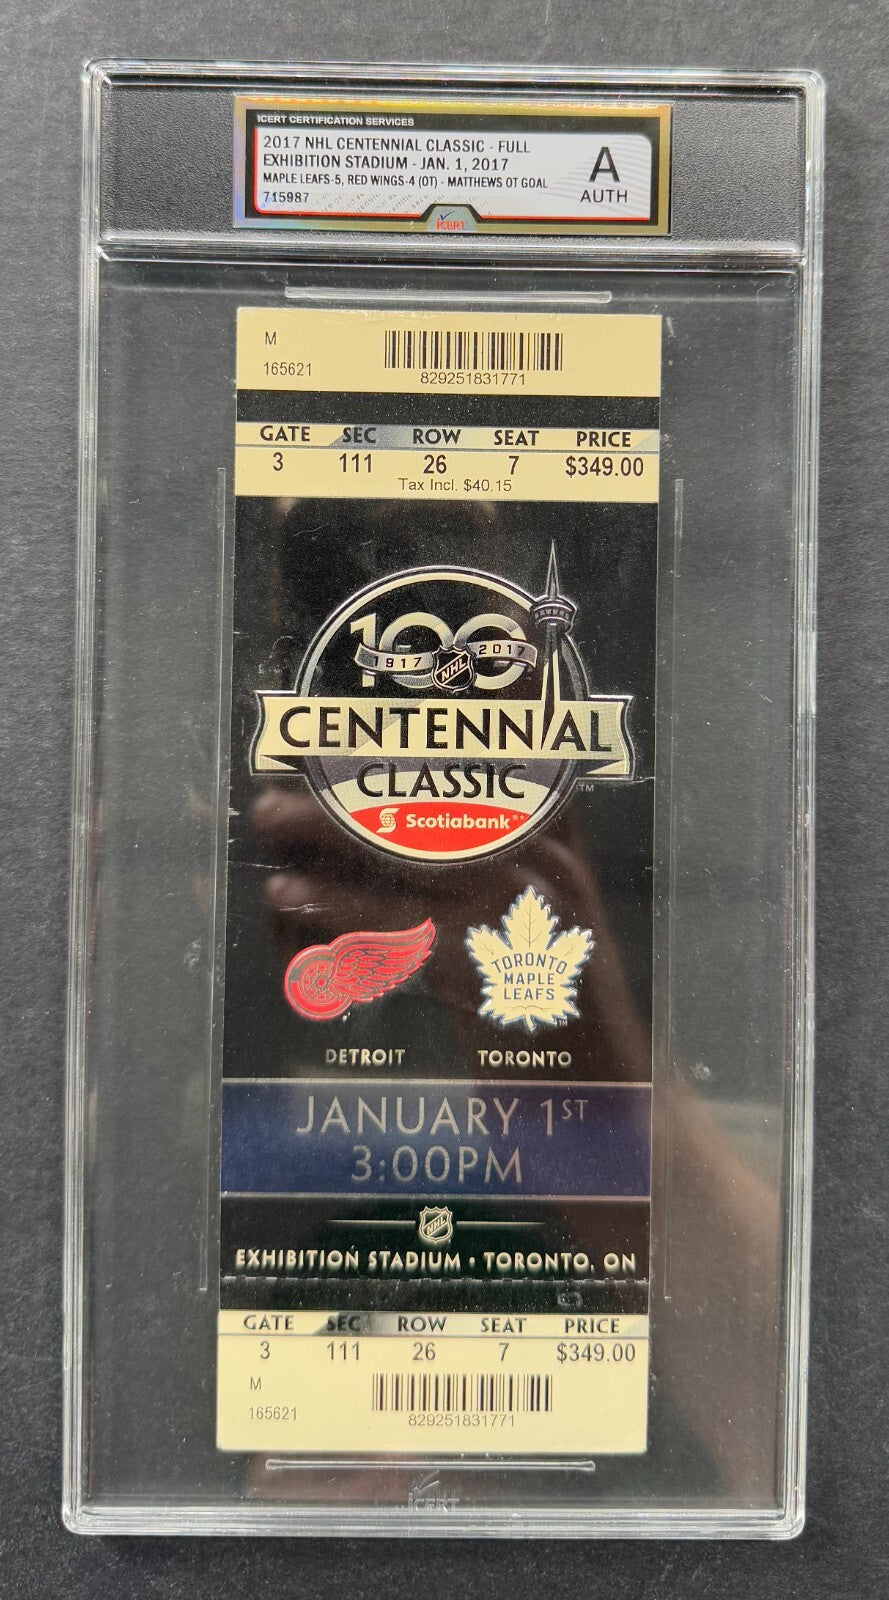 ICERT CERTIFICATION SERVICES
2017 NHL CENTENNIAL CLASSIC - FULL
EXHIBITION STADIUM - JAN. 1, 2017
MAPLE LEAFS-5, RED WINGS-4 (OT) - MATTHEWS OT GOAL
715987
A
AUTH
ICERT
M
165621
829251831771
GATE SEC ROW SEAT PRICE
3 111 26 7 $349.00
Tax Incl. $40.15
100
1917 NHL 2017
CENTENNIAL
CLASSIC
TM
Scotiabank
TORONTO
MAPLE
LEAFS
DETROIT TORONTO
JANUARY 1ST
3:00PM
NHL
EXHIBITION STADIUM • TORONTO, ON
GATE SEC ROW SEAT PRICE
3 111 26 7 $349.00
M
165621
829251831771
ICERT